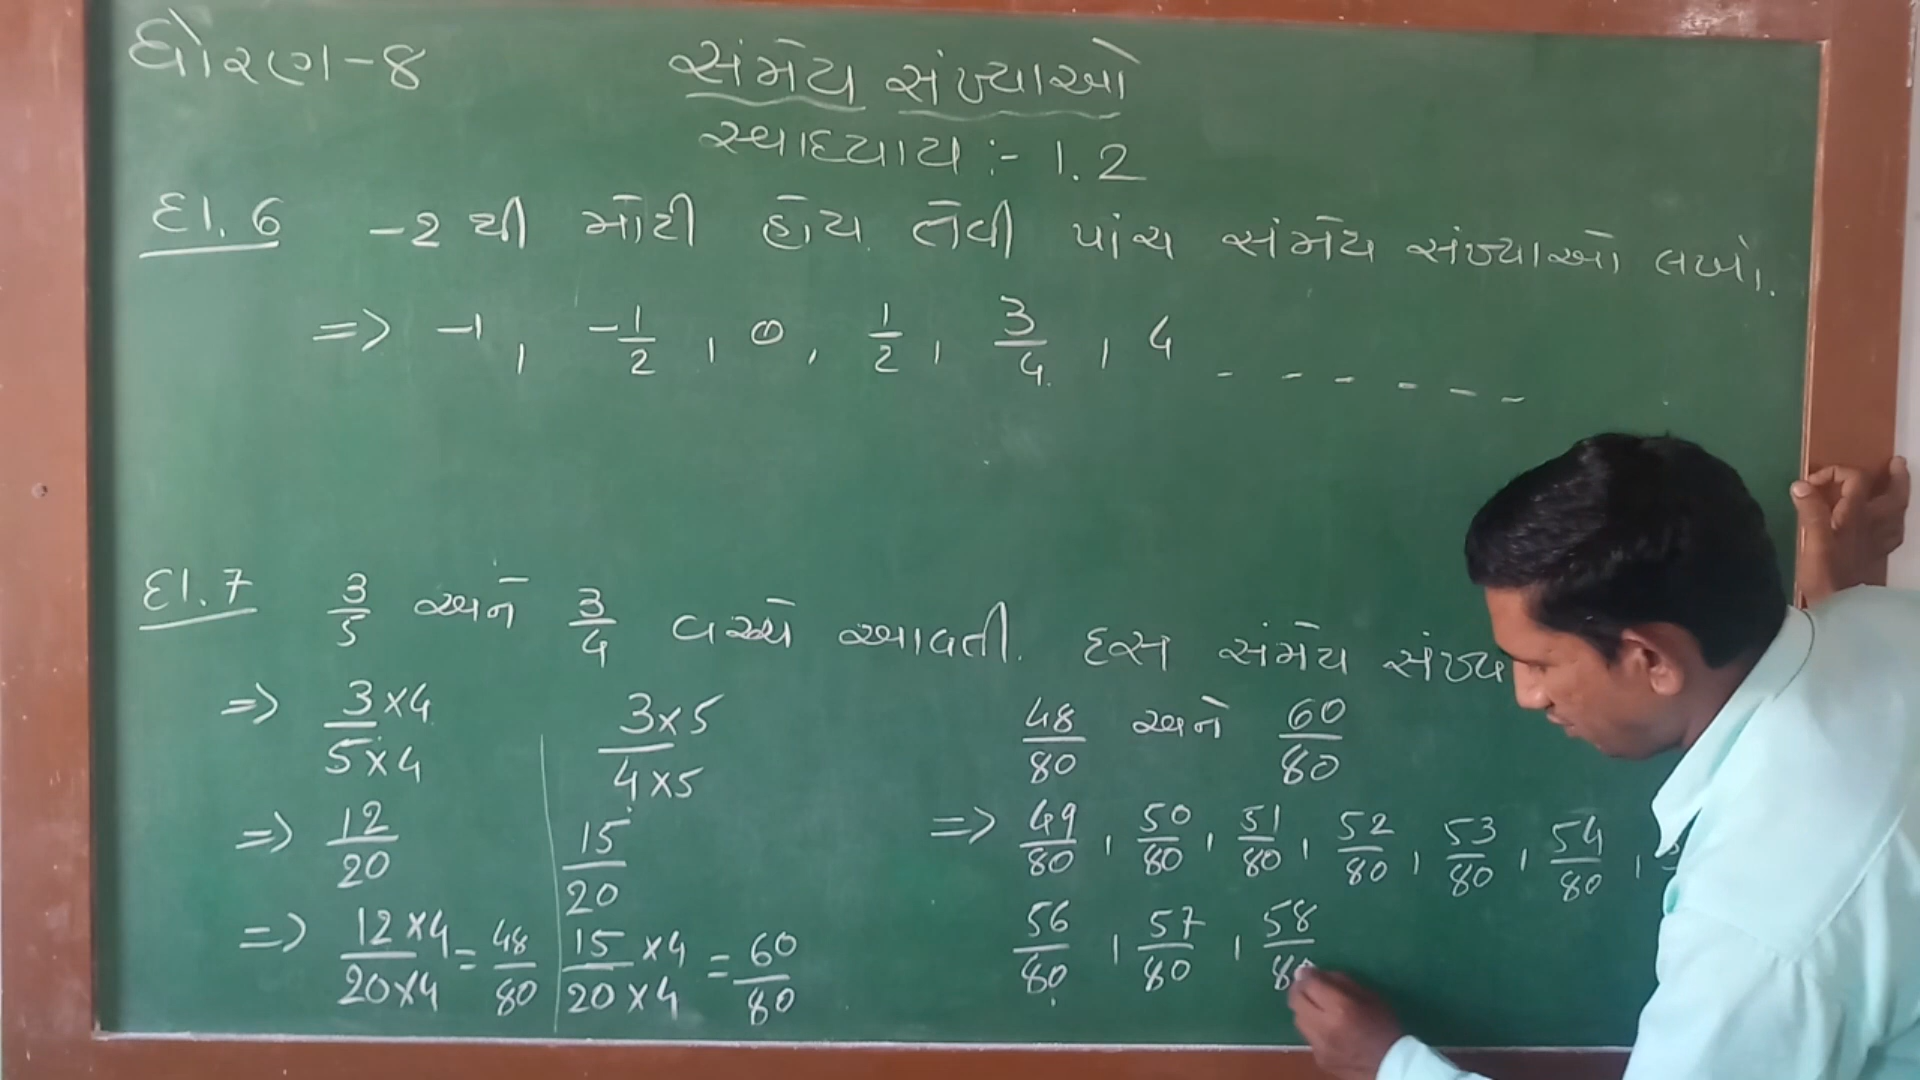 ધોરણ-૮
સંમેય સંખ્યાઓ
સ્વાધ્યાય :- 1.2
દા.6 -2 થી મોટી હોય તેવી પાંચ સંમેય સંખ્યાઓ લખો.
=> -1, -1/2, 0, 1/2, 3/4, 4 - - - - - -
દા.7 3/5 અને 3/4 વચ્ચે આવતી દસ સંમેય
=> 3×4/5×4 3×5/4×5
=> 12/20 15/20
=> 12×4/20×4 = 48/80 15×4/20×4 = 60/80
48/80 અને 60/80
=> 49/80, 50/80, 51/80, 52/80, 53/80, 54/80,
56/80, 57/80, 58/80